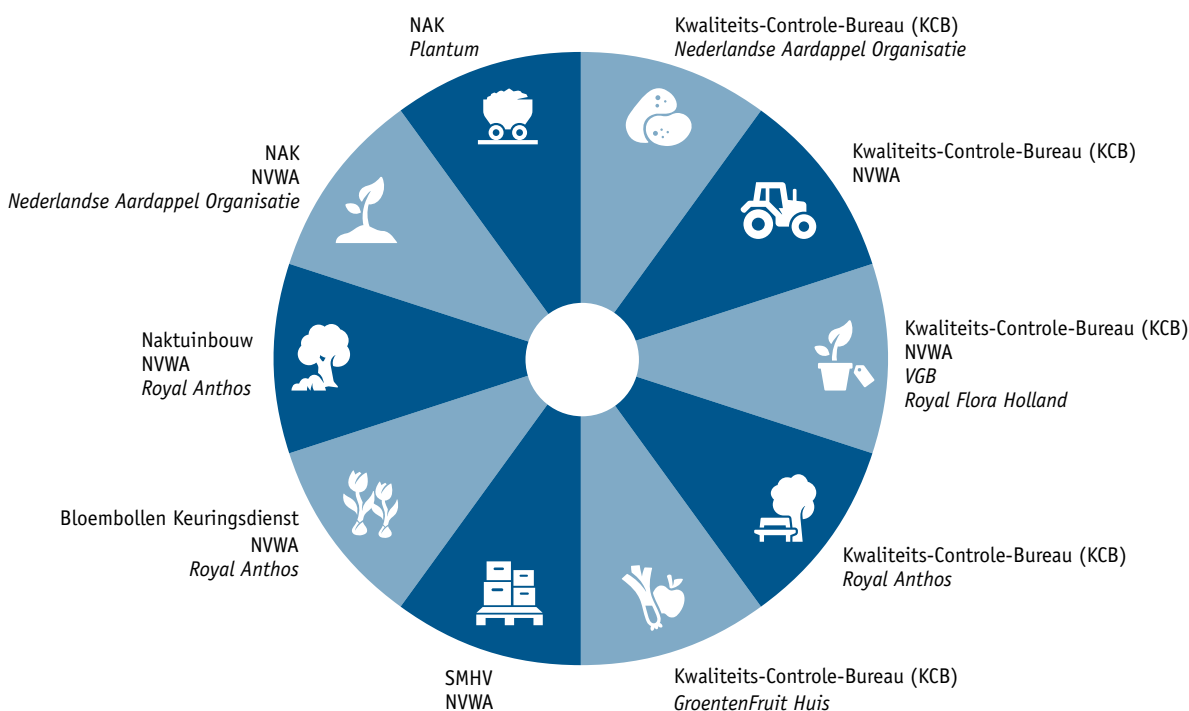 NAK
Plantum
Kwaliteits-Controle-Bureau (KCB)
Nederlandse Aardappel Organisatie
Kwaliteits-Controle-Bureau (KCB)
NVWA
Kwaliteits-Controle-Bureau (KCB)
NVWA
VGB
Royal Flora Holland
Kwaliteits-Controle-Bureau (KCB)
Royal Anthos
Kwaliteits-Controle-Bureau (KCB)
GroentenFruit Huis
SMHV
NVWA
Bloembollen Keuringsdienst
NVWA
Royal Anthos
Naktuinbouw
NVWA
Royal Anthos
NAK
NVWA
Nederlandse Aardappel Organisatie